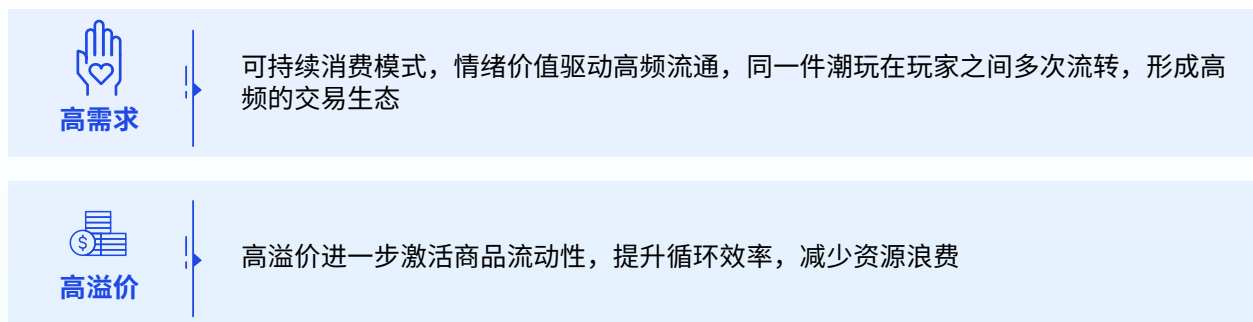 可持续消费模式，情绪价值驱动高频流通，同一件潮玩在玩家之间多次流转，形成高
频的交易生态
高需求
高溢价进一步激活商品流动性，提升循环效率，减少资源浪费
高溢价